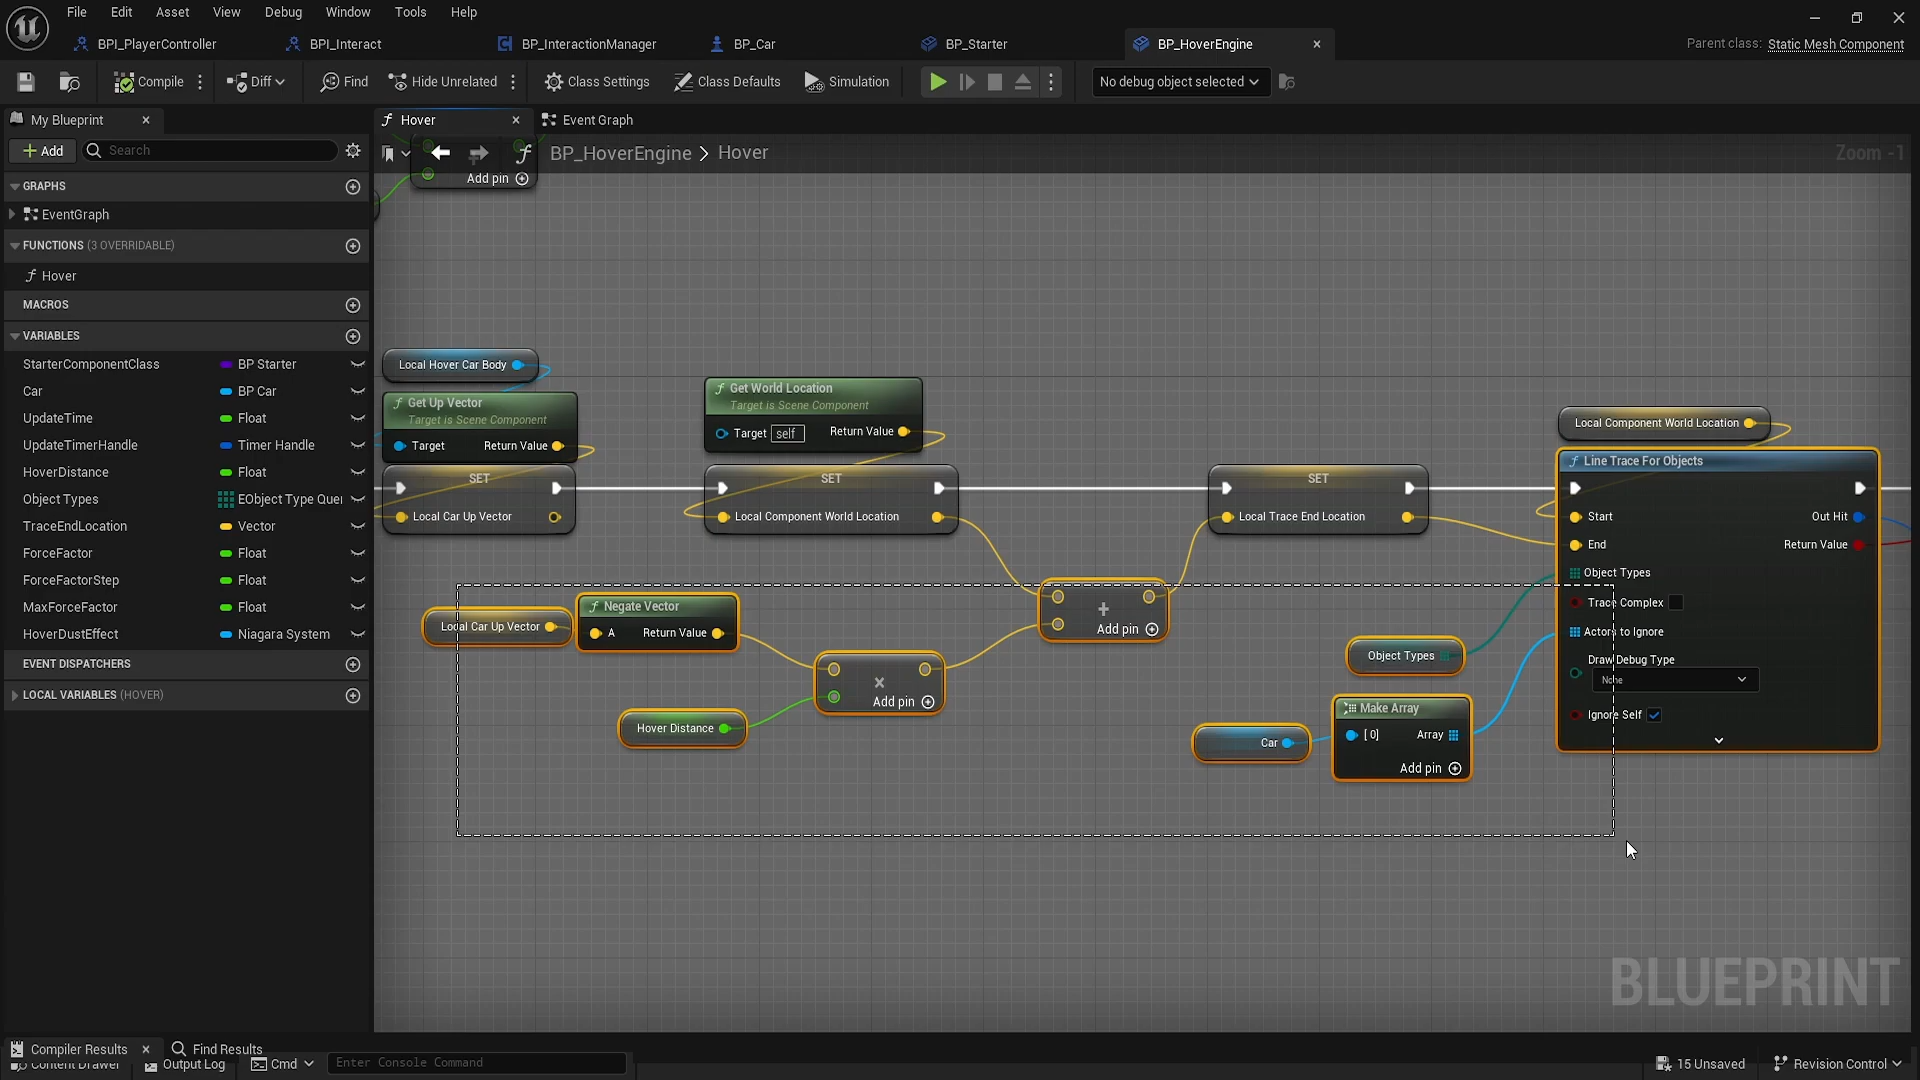 File Edit Asset View Debug Window Tools Help
BPI_PlayerController BPI_Interact BP_InteractionManager BP_Car BP_Starter BP_HoverEngine
Parent class: Static Mesh Component
Compile Diff Find Hide Unrelated Class Settings Class Defaults Simulation No debug object selected
My Blueprint
Hover
Event Graph
Add
Search
BP_HoverEngine > Hover
Zoom -1
Add pin
GRAPHS
EventGraph
FUNCTIONS (3 OVERRIDABLE)
Hover
MACROS
VARIABLES
StarterComponentClass BP Starter
Car BP Car
UpdateTime Float
UpdateTimerHandle Timer Handle
HoverDistance Float
Object Types EObject Type Quer
TraceEndLocation Vector
ForceFactor Float
ForceFactorStep Float
MaxForceFactor Float
HoverDustEffect Niagara System
EVENT DISPATCHERS
LOCAL VARIABLES (HOVER)
Local Hover Car Body
Get Up Vector
Target is Scene Component
Target Return Value
SET
Local Car Up Vector
Get World Location
Target is Scene Component
Target self Return Value
SET
Local Component World Location
SET
Local Trace End Location
Local Component World Location
Line Trace For Objects
Start Out Hit
End Return Value
Object Types
Trace Complex
Actors to Ignore
Draw Debug Type
None
Ignore Self
Local Car Up Vector
Negate Vector
A Return Value
Add pin
Hover Distance
Add pin
Object Types
Car
Make Array
[ 0] Array
Add pin
BLUEPRINT
Compiler Results Find Results
Content Drawer Output Log Cmd Enter Console Command 15 Unsaved Revision Control